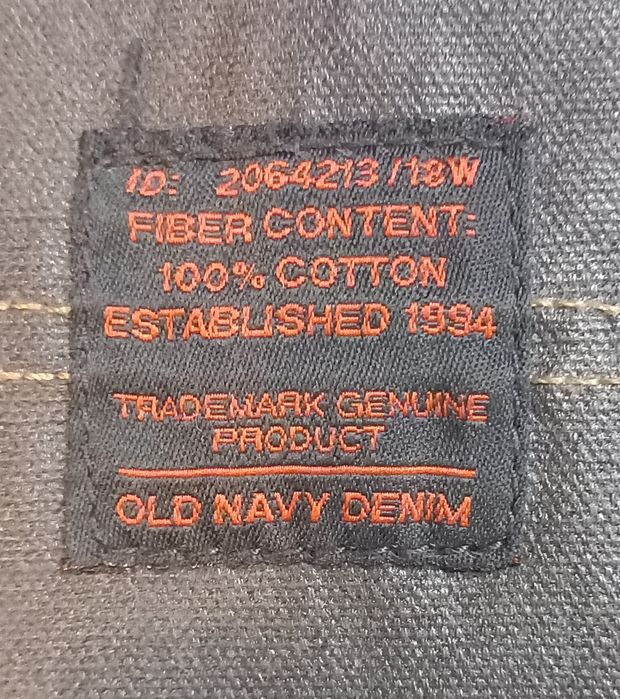 ID: 2064213/18W
FIBER CONTENT:
100% COTTON
ESTABLISHED 1994
TRADEMARK GENUINE
PRODUCT
OLD NAVY DENIM